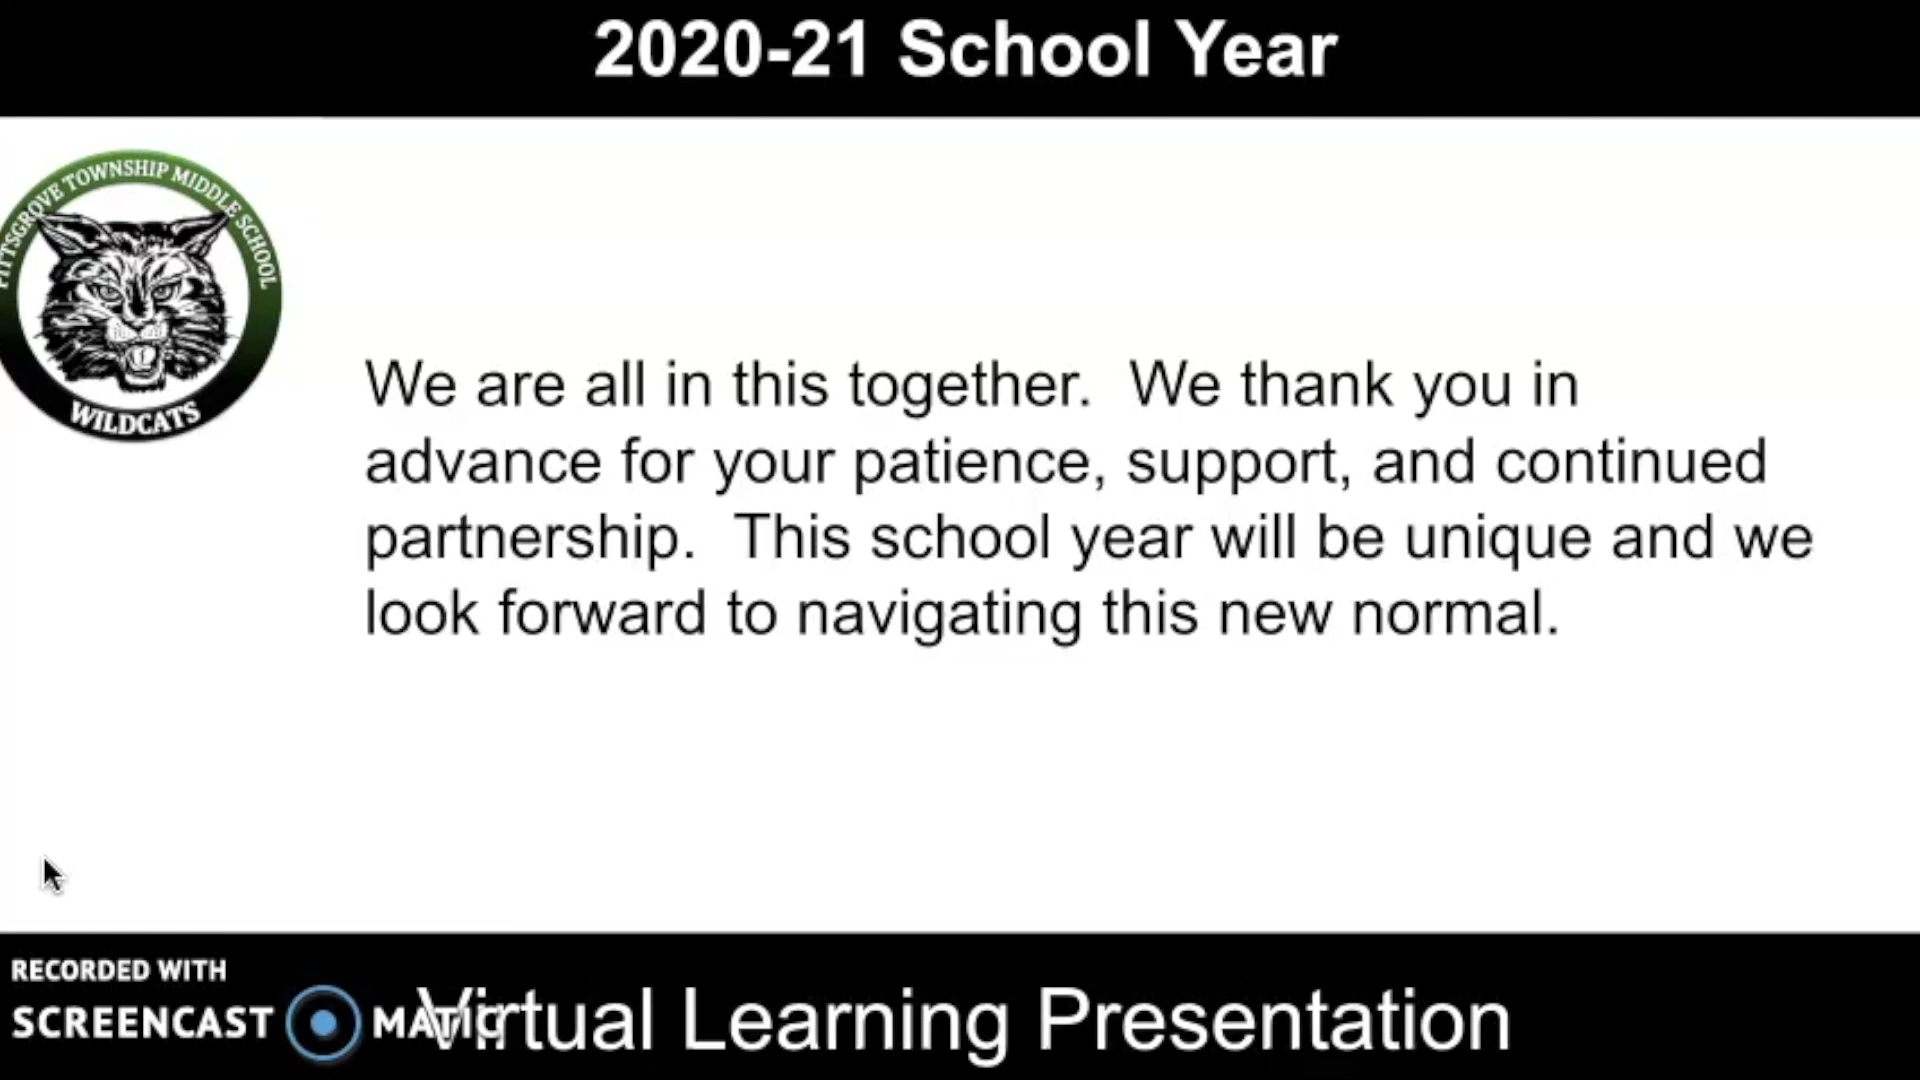 2020-21 School Year
PITTSGROVE TOWNSHIP MIDDLE SCHOOL
WILDCATS
We are all in this together.  We thank you in
advance for your patience, support, and continued
partnership.  This school year will be unique and we
look forward to navigating this new normal.
RECORDED WITH
SCREENCAST MATIC
Virtual Learning Presentation